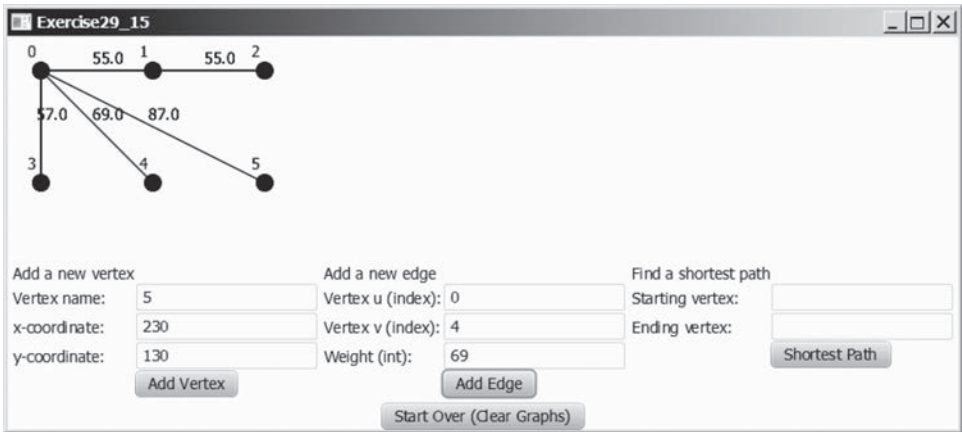 Exercise29_15
0 55.0 1 55.0 2
57.0 69.0 87.0
3 4 5
Add a new vertex
Vertex name: 5
x-coordinate: 230
y-coordinate: 130
Add Vertex
Add a new edge
Vertex u (index): 0
Vertex v (index): 4
Weight (int): 69
Add Edge
Find a shortest path
Starting vertex:
Ending vertex:
Shortest Path
Start Over (Clear Graphs)